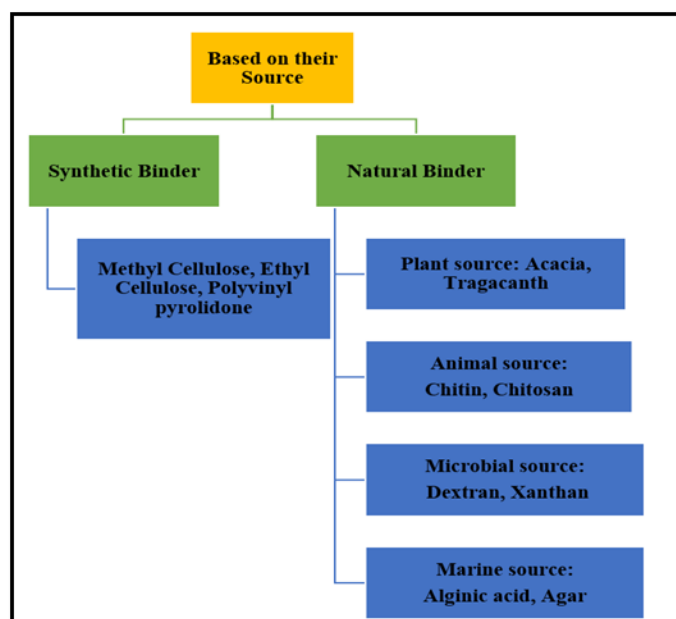 Based on their
Source
Synthetic Binder
Natural Binder
Methyl Cellulose, Ethyl
Cellulose, Polyvinyl
pyrolidone
Plant source: Acacia,
Tragacanth
Animal source:
Chitin, Chitosan
Microbial source:
Dextran, Xanthan
Marine source:
Alginic acid, Agar